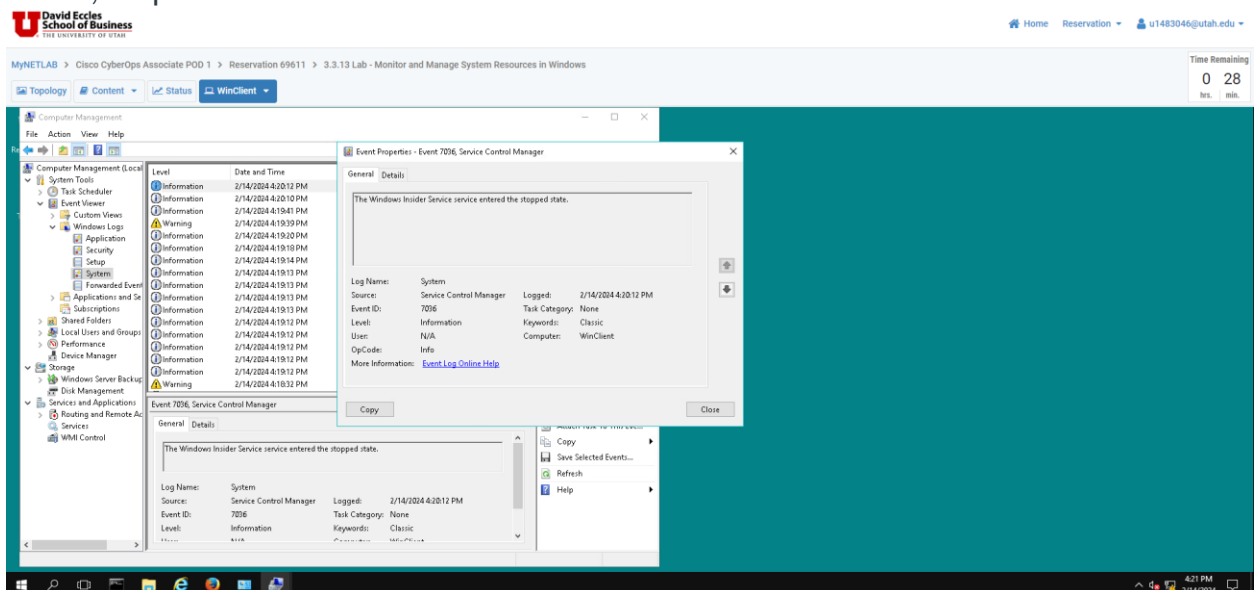 David Eccles
School of Business
THE UNIVERSITY OF UTAH
Home Reservation u1483046@utah.edu
MyNETLAB > Cisco CyberOps Associate POD 1 > Reservation 69611 > 3.3.13 Lab - Monitor and Manage System Resources in Windows
Time Remaining
0 28
hrs. min.
Topology Content Status WinClient
Computer Management
File Action View Help
Computer Management (Local
System Tools
Task Scheduler
Event Viewer
Custom Views
Windows Logs
Application
Security
Setup
System
Forwarded Event
Applications and Se
Subscriptions
Shared Folders
Local Users and Groups
Performance
Device Manager
Storage
Windows Server Backup
Disk Management
Services and Applications
Routing and Remote Ac
Services
WMI Control
Level Date and Time
Information 2/14/2024 4:20:12 PM
Information 2/14/2024 4:20:10 PM
Information 2/14/2024 4:19:41 PM
Warning 2/14/2024 4:19:39 PM
Information 2/14/2024 4:19:20 PM
Information 2/14/2024 4:19:18 PM
Information 2/14/2024 4:19:14 PM
Information 2/14/2024 4:19:13 PM
Information 2/14/2024 4:19:13 PM
Information 2/14/2024 4:19:13 PM
Information 2/14/2024 4:19:13 PM
Information 2/14/2024 4:19:12 PM
Information 2/14/2024 4:19:12 PM
Information 2/14/2024 4:19:12 PM
Information 2/14/2024 4:19:12 PM
Warning 2/14/2024 4:18:32 PM
Event 7036, Service Control Manager
General Details
The Windows Insider Service service entered the stopped state.
Log Name: System
Source: Service Control Manager Logged: 2/14/2024 4:20:12 PM
Event ID: 7036 Task Category: None
Level: Information Keywords: Classic
Event Properties - Event 7036, Service Control Manager
General Details
The Windows Insider Service service entered the stopped state.
Log Name: System
Source: Service Control Manager Logged: 2/14/2024 4:20:12 PM
Event ID: 7036 Task Category: None
Level: Information Keywords: Classic
User: N/A Computer: WinClient
OpCode: Info
More Information: Event Log Online Help
Copy Close
Copy
Save Selected Events...
Refresh
Help
4:21 PM